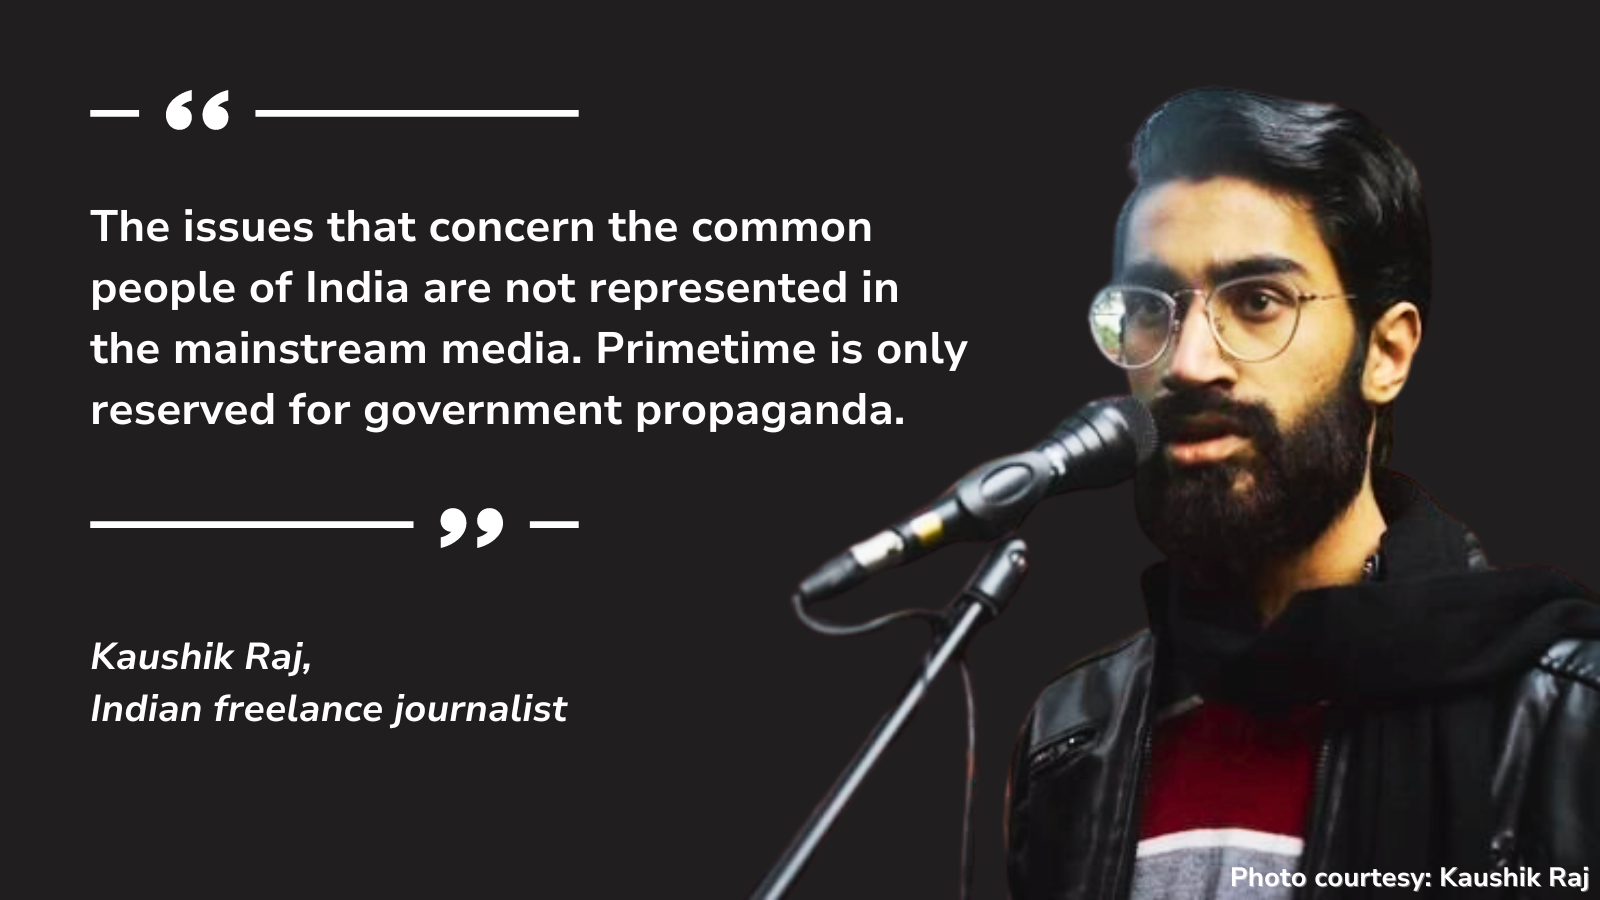 “
The issues that concern the common
people of India are not represented in
the mainstream media. Primetime is only
reserved for government propaganda.
”
Kaushik Raj,
Indian freelance journalist
Photo courtesy: Kaushik Raj